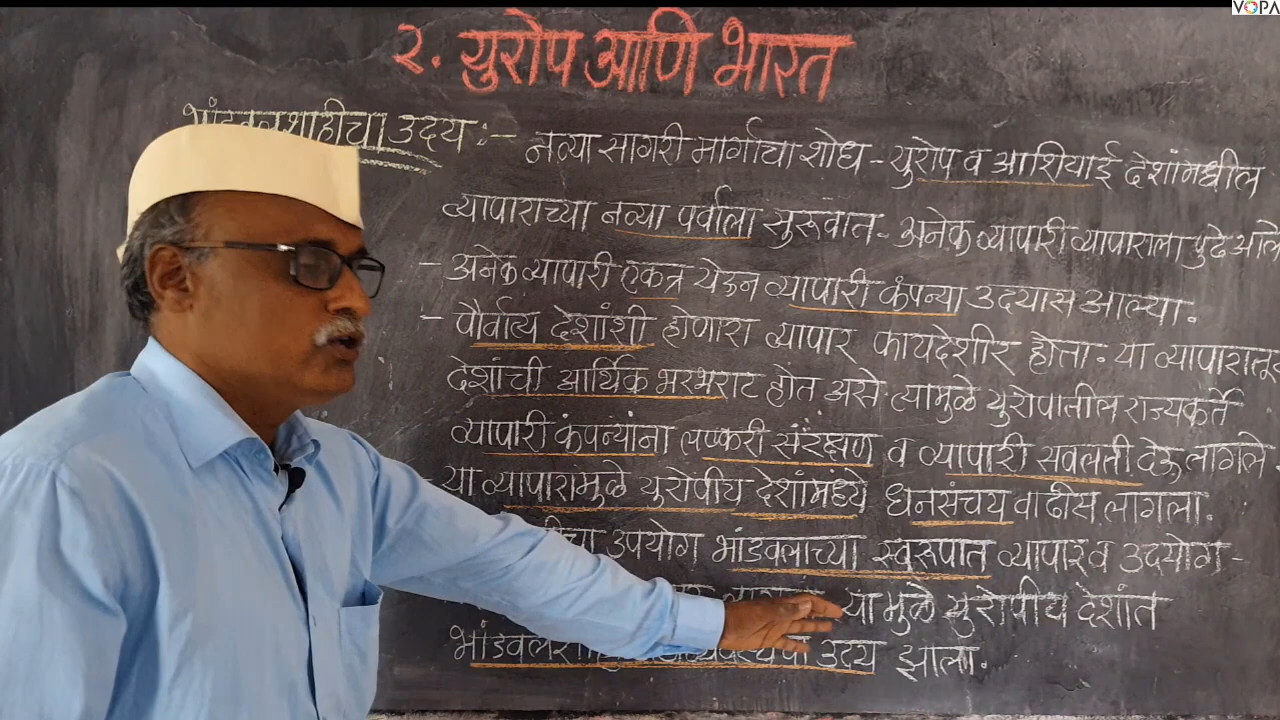 VOPA
२. युरोप आणि भारत
भांडवलशाहीचा उदय :- नव्या सागरी मार्गाचा शोध - युरोप व आशियाई देशांमधील
व्यापाराच्या नव्या पर्वाला सुरूवात - अनेक व्यापारी व्यापाराला पुढे आले
- अनेक व्यापारी एकत्र येऊन व्यापारी कंपन्या उदयास आल्या.
- पौर्वात्य देशांशी होणारा व्यापार फायदेशीर होता. या व्यापारातून
देशांची आर्थिक भरभराट होत असे. त्यामुळे युरोपातील राज्यकर्ते
व्यापारी कंपन्यांना लष्करी संरक्षण व व्यापारी सवलती देऊ लागले.
- या व्यापारामुळे युरोपीय देशांमध्ये धनसंचय वाढीस लागला.
उपयोग भांडवलाच्या स्वरूपात व्यापार व उद्योग -
यामुळे युरोपीय देशांत
उदय झाला.